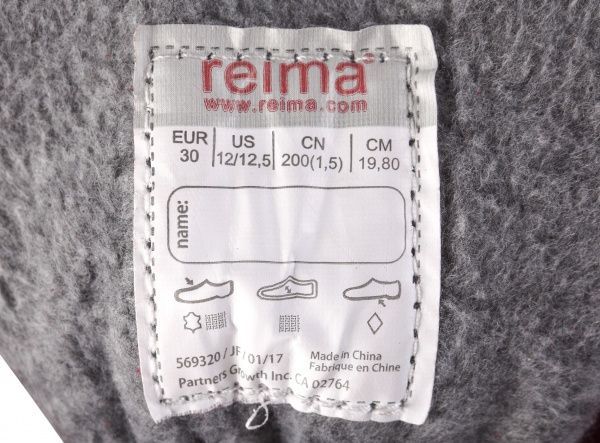 reima®
www.reima.com
EUR US CN CM
30 12/12,5 200(1,5) 19,80
name:
569320 / JF / 01/17 Made in China
Partners Growth Inc. CA 02764 Fabrique en Chine